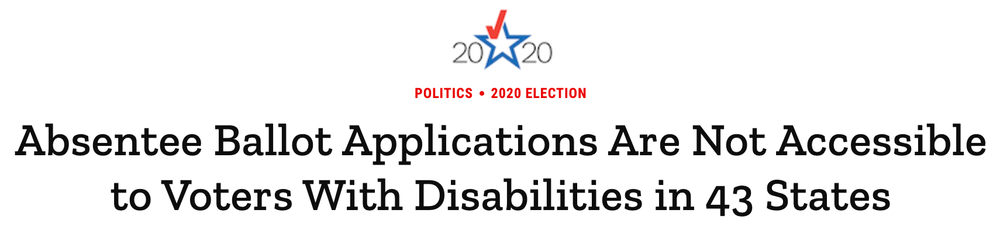 20 20
POLITICS • 2020 ELECTION
Absentee Ballot Applications Are Not Accessible
to Voters With Disabilities in 43 States